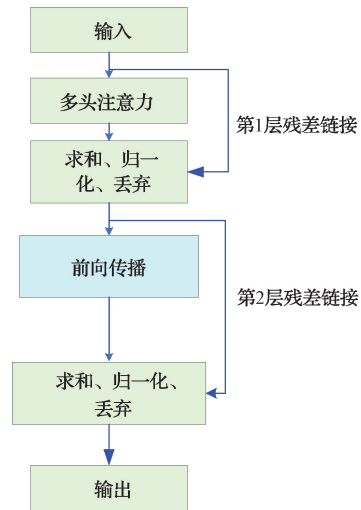 输入
多头注意力
第1层残差链接
求和、归一
化、丢弃
前向传播
第2层残差链接
求和、归一化、
丢弃
输出